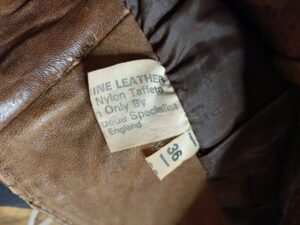 INE LEATHER
Nylon Taffeta
n Only By
uede Specialist
England
36